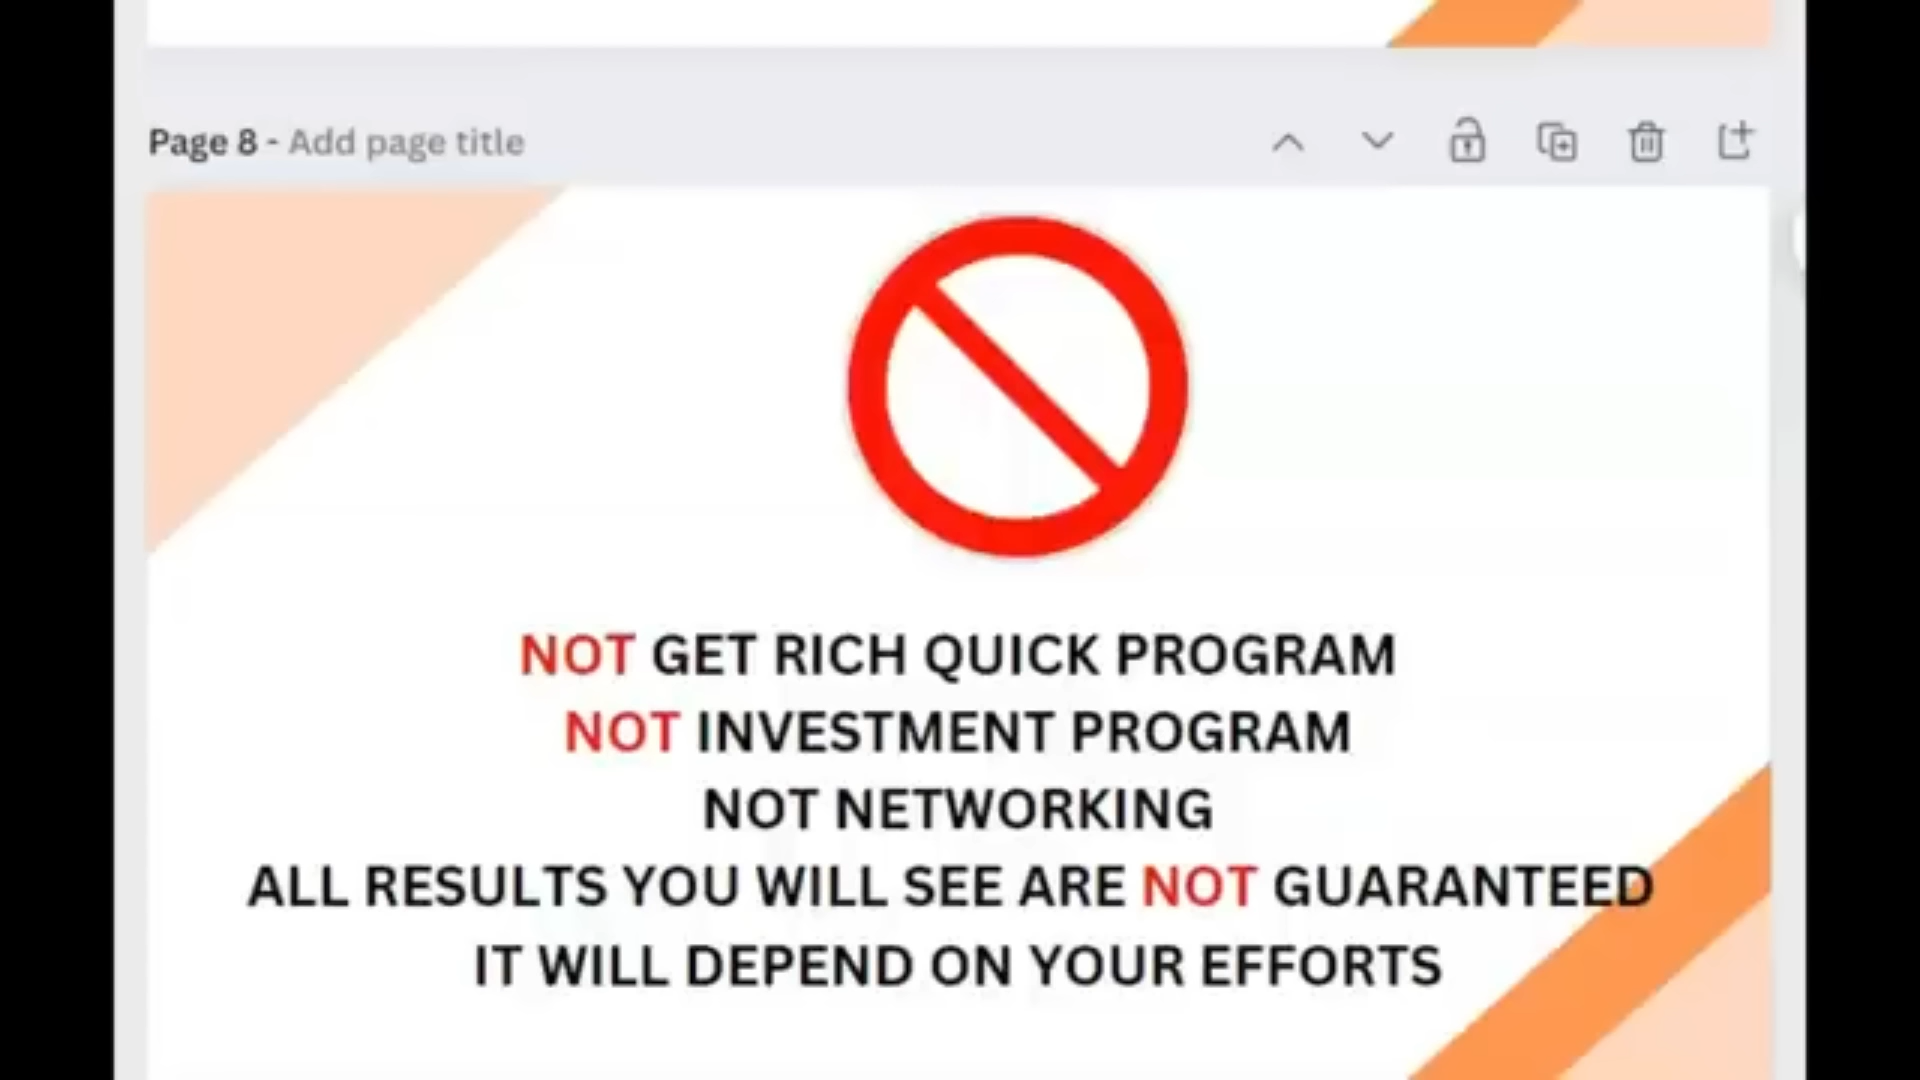 Page 8 - Add page title
NOT GET RICH QUICK PROGRAM
NOT INVESTMENT PROGRAM
NOT NETWORKING
ALL RESULTS YOU WILL SEE ARE NOT GUARANTEED
IT WILL DEPEND ON YOUR EFFORTS